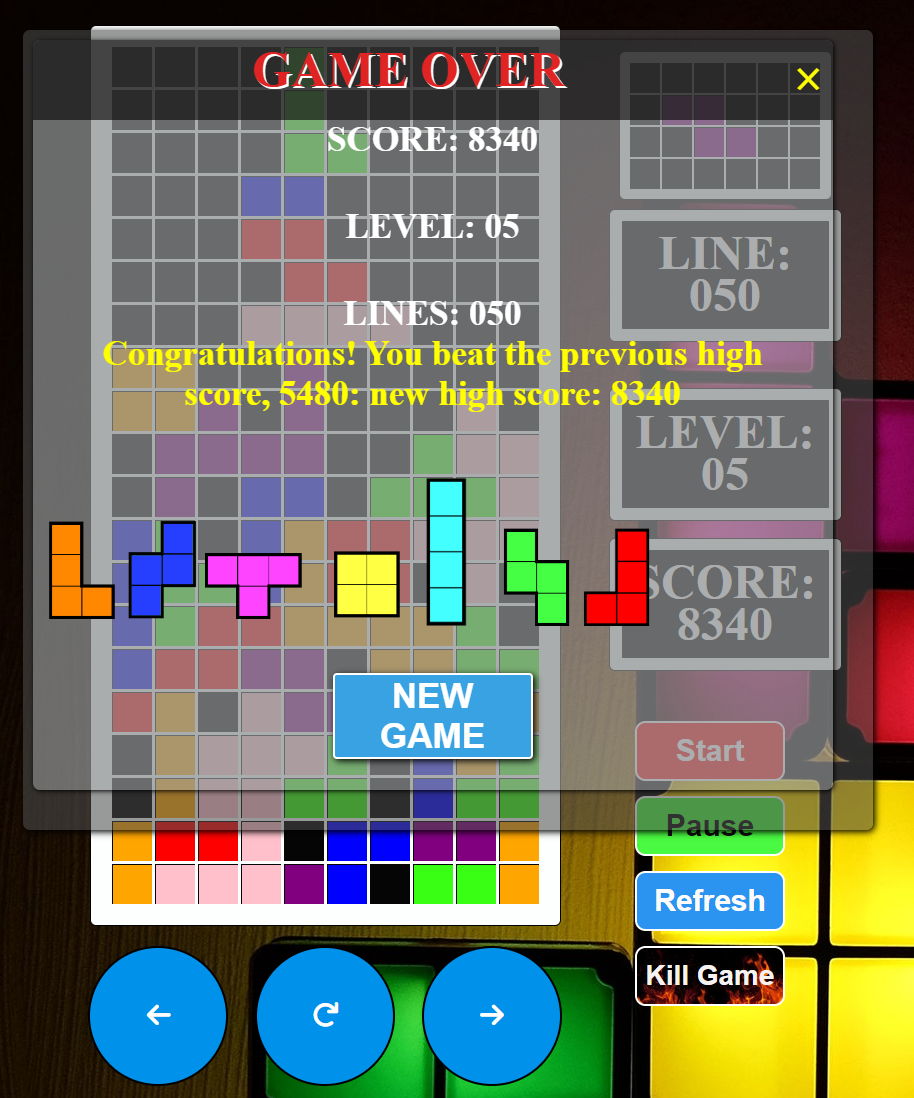 GAME OVER
SCORE: 8340
LEVEL: 05
LINES: 050
Congratulations! You beat the previous high
score, 5480: new high score: 8340
NEW
GAME
LINE:
050
LEVEL:
05
SCORE:
8340
Start
Pause
Refresh
Kill Game